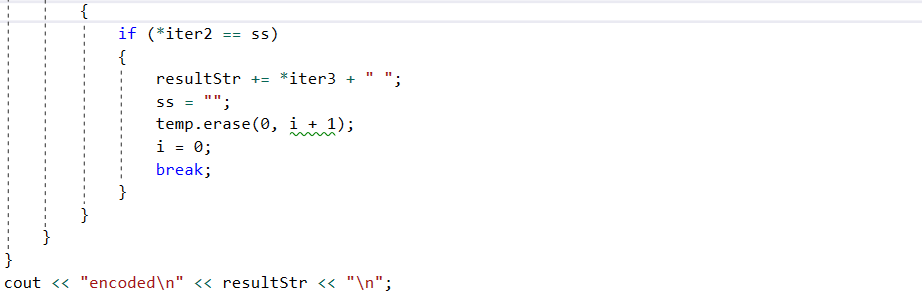 {
if (*iter2 == ss)
{
resultStr += *iter3 + " ";
ss = "";
temp.erase(0, i + 1);
i = 0;
break;
}
}
}
}
cout << "encoded\n" << resultStr << "\n";